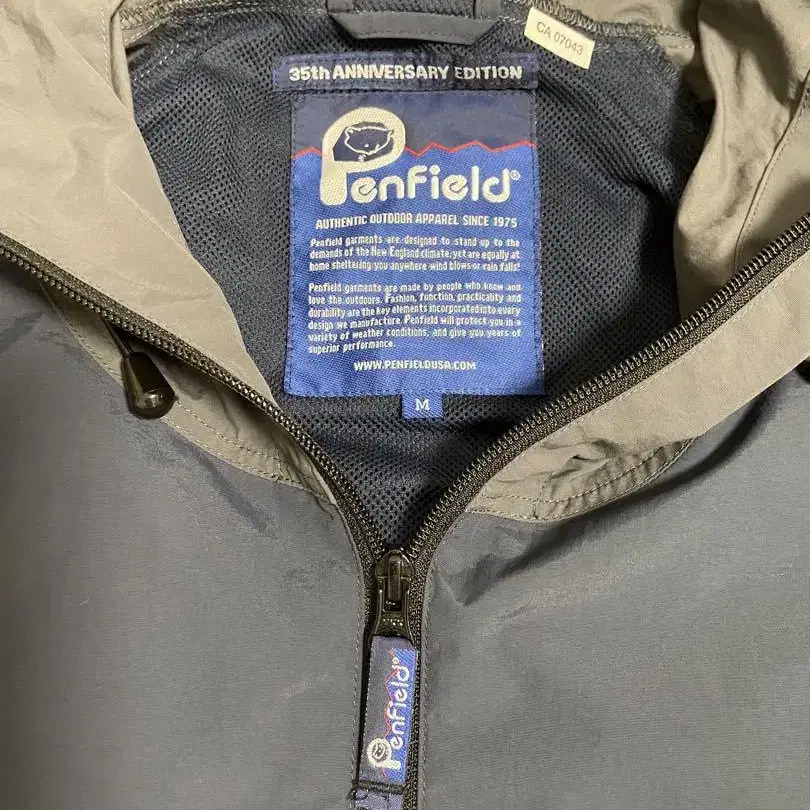 CA 07043
35th ANNIVERSARY EDITION
Penfield®
AUTHENTIC OUTDOOR APPAREL SINCE 1975
Penfield garments are designed to stand up to the
demands of the New England climate, yet are equally at
home sheltering you anywhere wind blows or rain falls!
Penfield garments are made by people who know and
love the outdoors. Fashion, function, practicality and
durability are the key elements incorporated into every
design we manufacture. Penfield will protect you in a
variety of weather conditions, and give you years of
superior performance.
WWW.PENFIELDUSA.COM
M
Penfield®